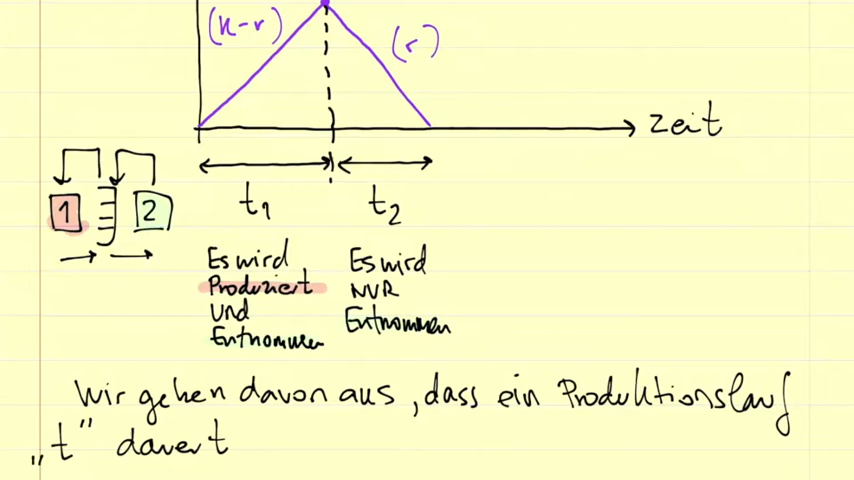 (k-r)
(r)
Zeit
1
2
t₁
t₂
Es wird
Produziert
und
Entnommen
Es wird
NUR
Entnommen
Wir gehen davon aus, dass ein Produktionslauf
„t" dauert